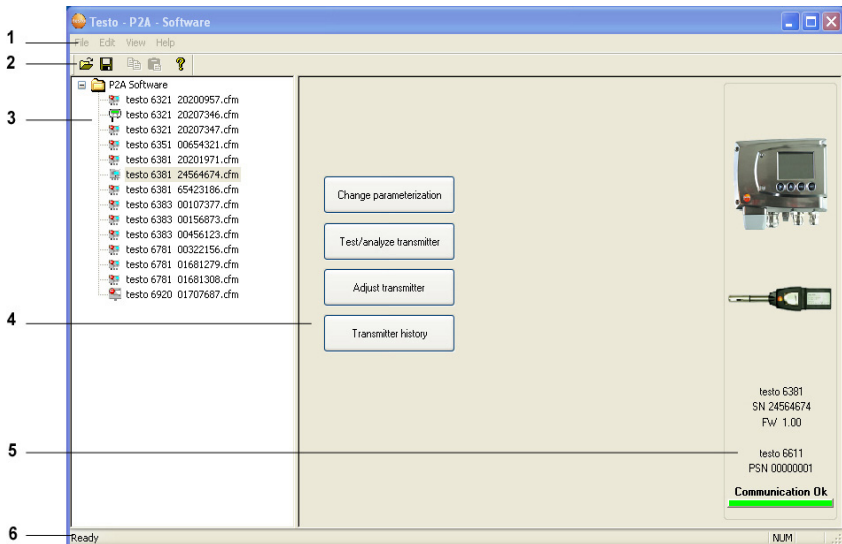 Testo - P2A - Software
1
File Edit View Help
2
P2A Software
testo 6321 20200957.cfm
3
testo 6321 20207346.cfm
testo 6321 20207347.cfm
testo 6351 00654321.cfm
testo 6381 20201971.cfm
testo 6381 24564674.cfm
testo 6381 65423186.cfm
testo 6383 00107377.cfm
testo 6383 00156873.cfm
testo 6383 00456123.cfm
testo 6781 00322156.cfm
testo 6781 01681279.cfm
testo 6781 01681308.cfm
testo 6920 01707687.cfm
Change parameterization
Test/analyze transmitter
Adjust transmitter
4
Transmitter history
testo 6381
SN 24564674
FW 1.00
5
testo 6611
PSN 00000001
Communication Ok
6
Ready
NUM